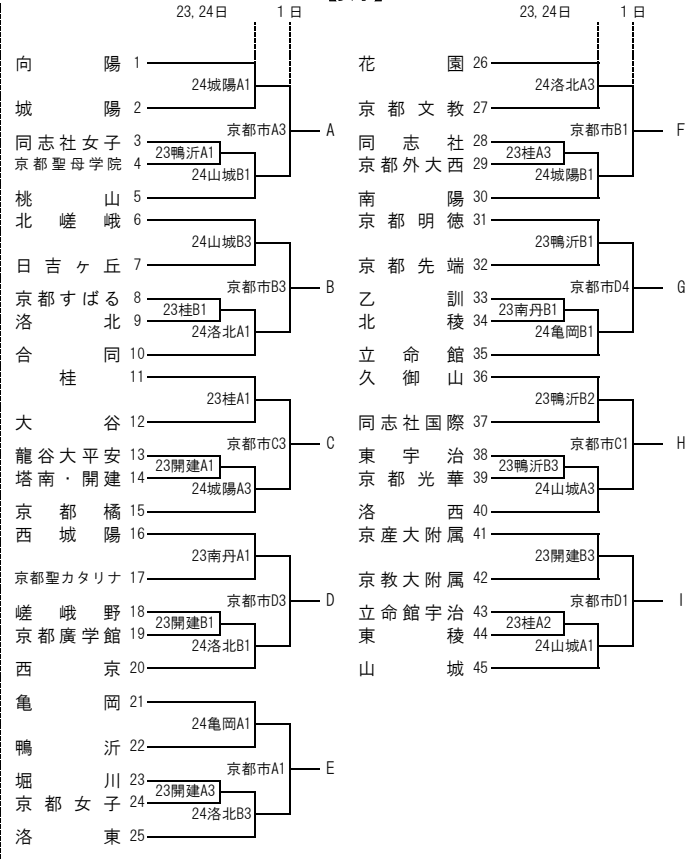 23,24日 1日
向陽 1
24城陽A1
城陽 2
京都市A3 A
同志社女子 3
23鴨沂A1
京都聖母学院 4
24山城B1
桃山 5
北嵯峨 6
24山城B3
日吉ヶ丘 7
京都市B3 B
京都すばる 8
23桂B1
洛北 9
24洛北A1
合同 10
桂 11
23桂A1
大谷 12
京都市C3 C
龍谷大平安 13
23開建A1
塔南・開建 14
24城陽A3
京都橘 15
西城陽 16
23南丹A1
京都聖カタリナ 17
京都市D3 D
嵯峨野 18
23開建B1
京都廣学館 19
24洛北B1
西京 20
亀岡 21
24亀岡A1
鴨沂 22
京都市A1 E
堀川 23
23開建A3
京都女子 24
24洛北B3
洛東 25
23,24日 1日
花園 26
24洛北A3
京都文教 27
京都市B1 F
同志社 28
23桂A3
京都外大西 29
24城陽B1
南陽 30
京都明徳 31
23鴨沂B1
京都先端 32
京都市D4 G
乙訓 33
23南丹B1
北稜 34
24亀岡B1
立命館 35
久御山 36
23鴨沂B2
同志社国際 37
京都市C1 H
東宇治 38
23鴨沂B3
京都光華 39
24山城A3
洛西 40
京産大附属 41
23開建B3
京教大附属 42
京都市D1 I
立命館宇治 43
23桂A2
東稜 44
24山城A1
山城 45